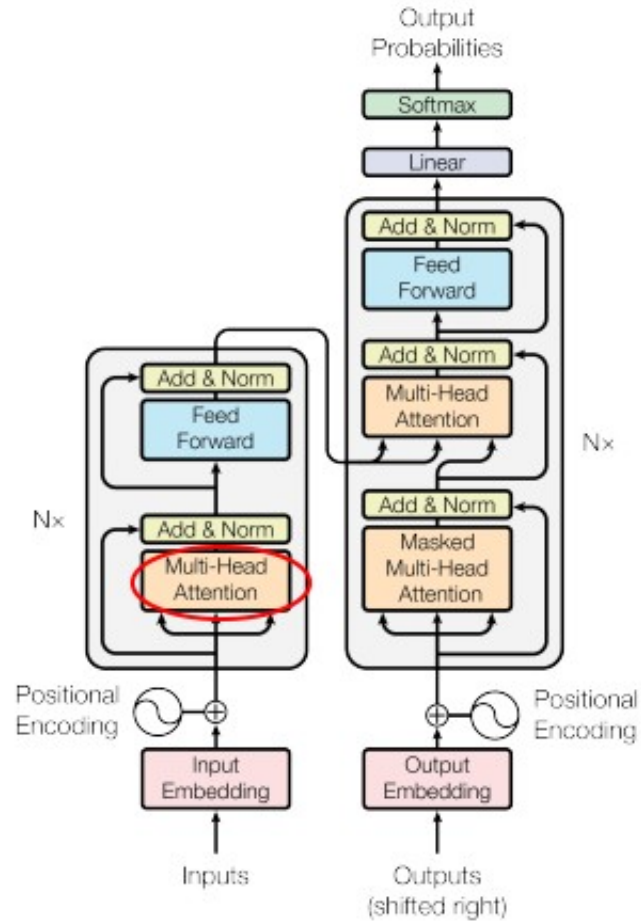 Output
Probabilities
Softmax
Linear
Add & Norm
Feed
Forward
Add & Norm
Multi-Head
Attention
Add & Norm
Masked
Multi-Head
Attention
N×
Add & Norm
Feed
Forward
Add & Norm
Multi-Head
Attention
N×
Positional
Encoding
Positional
Encoding
Input
Embedding
Output
Embedding
Inputs
Outputs
(shifted right)